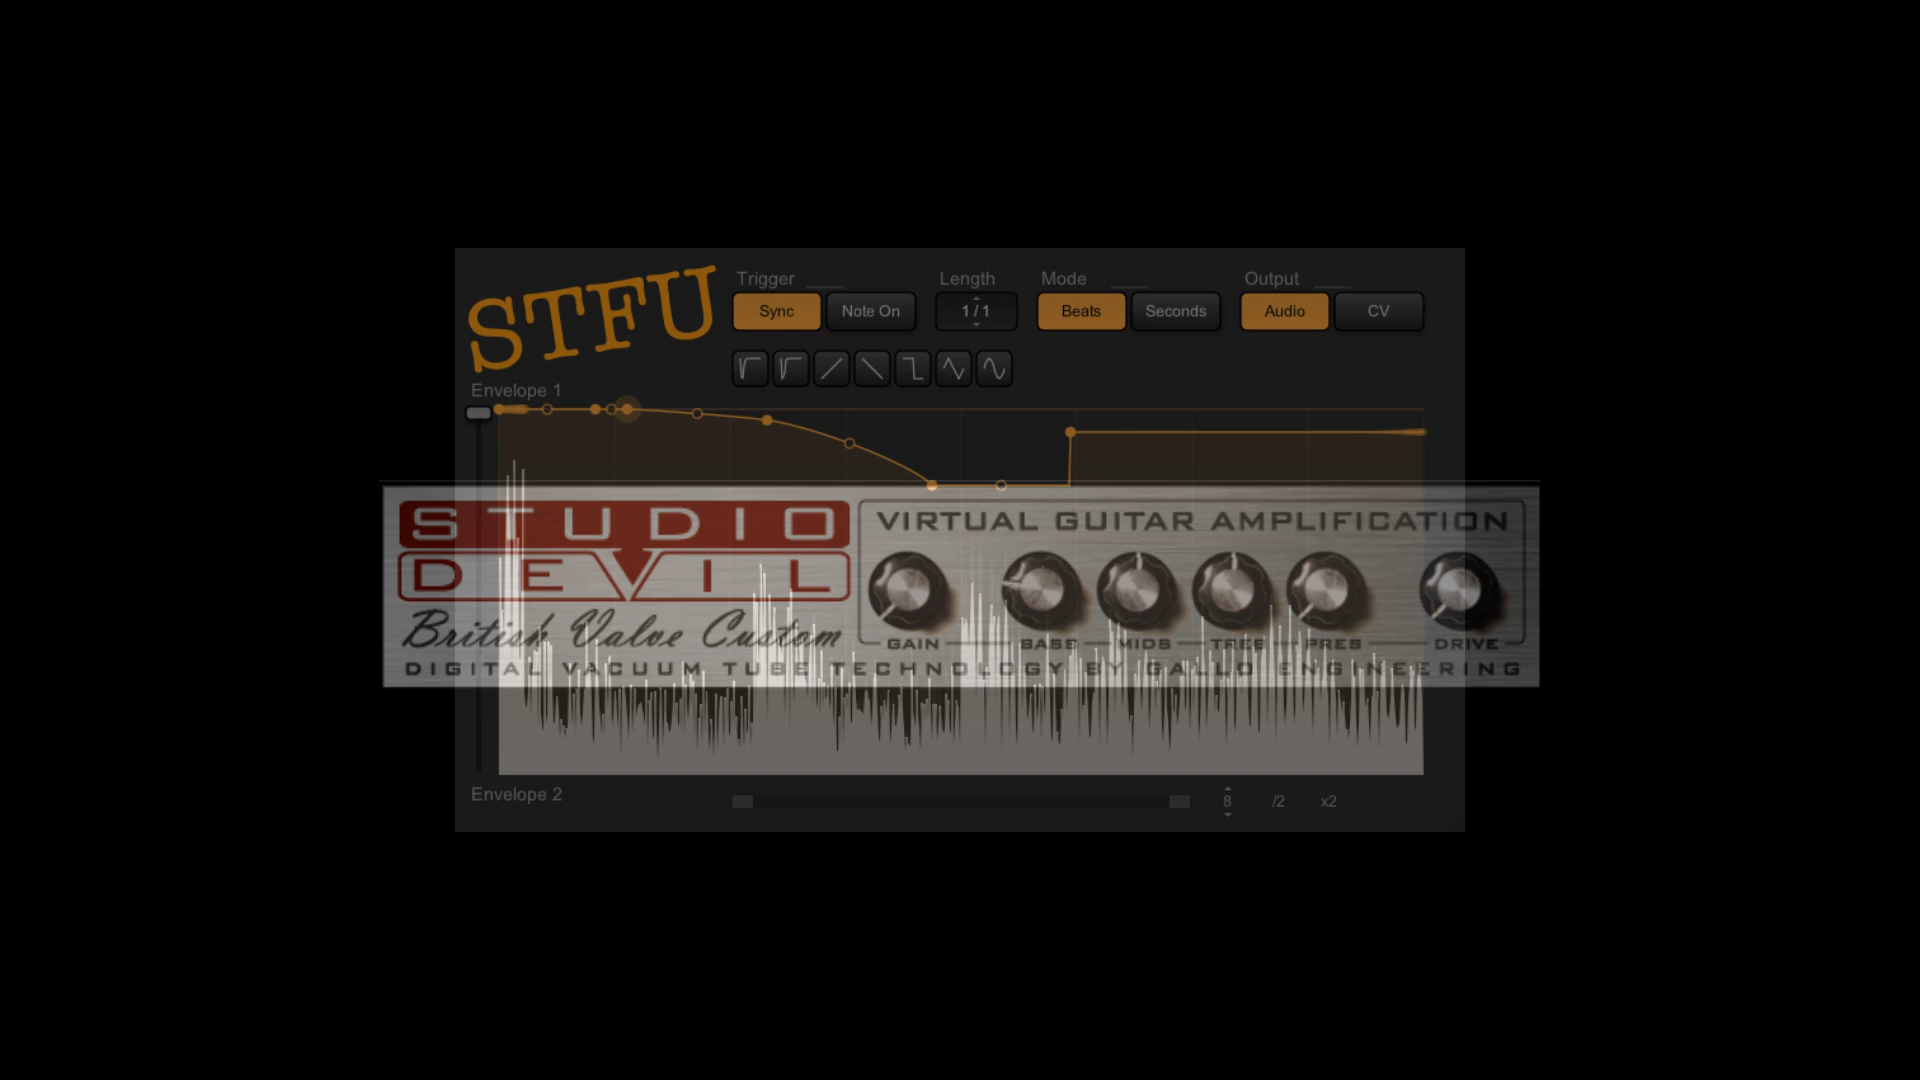 STFU
Trigger
Length
Mode
Output
Sync
Note On
1 / 1
Beats
Seconds
Audio
CV
Envelope 1
STUDIO
DEVIL
British Valve Custom
VIRTUAL GUITAR AMPLIFICATION
GAIN
BASS
MIDS
TREB
PRES
DRIVE
DIGITAL VACUUM TUBE TECHNOLOGY BY GALLO ENGINEERING
Envelope 2
8
/2
x2